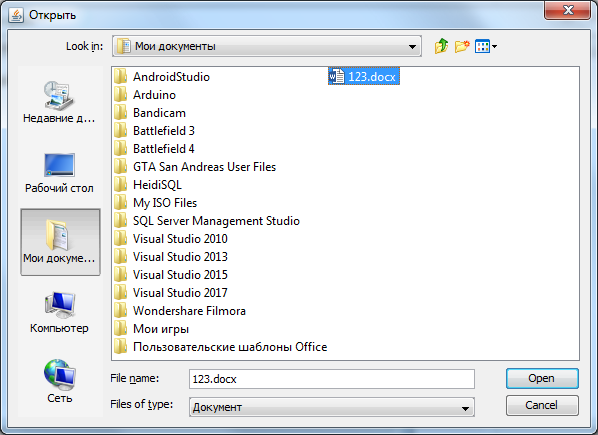 Открыть
Look in: Мои документы
Недавние д...
Рабочий стол
Мои докуме...
Компьютер
Сеть
AndroidStudio
Arduino
Bandicam
Battlefield 3
Battlefield 4
GTA San Andreas User Files
HeidiSQL
My ISO Files
SQL Server Management Studio
Visual Studio 2010
Visual Studio 2013
Visual Studio 2015
Visual Studio 2017
Wondershare Filmora
Мои игры
Пользовательские шаблоны Office
123.docx
File name: 123.docx
Open
Files of type: Документ
Cancel